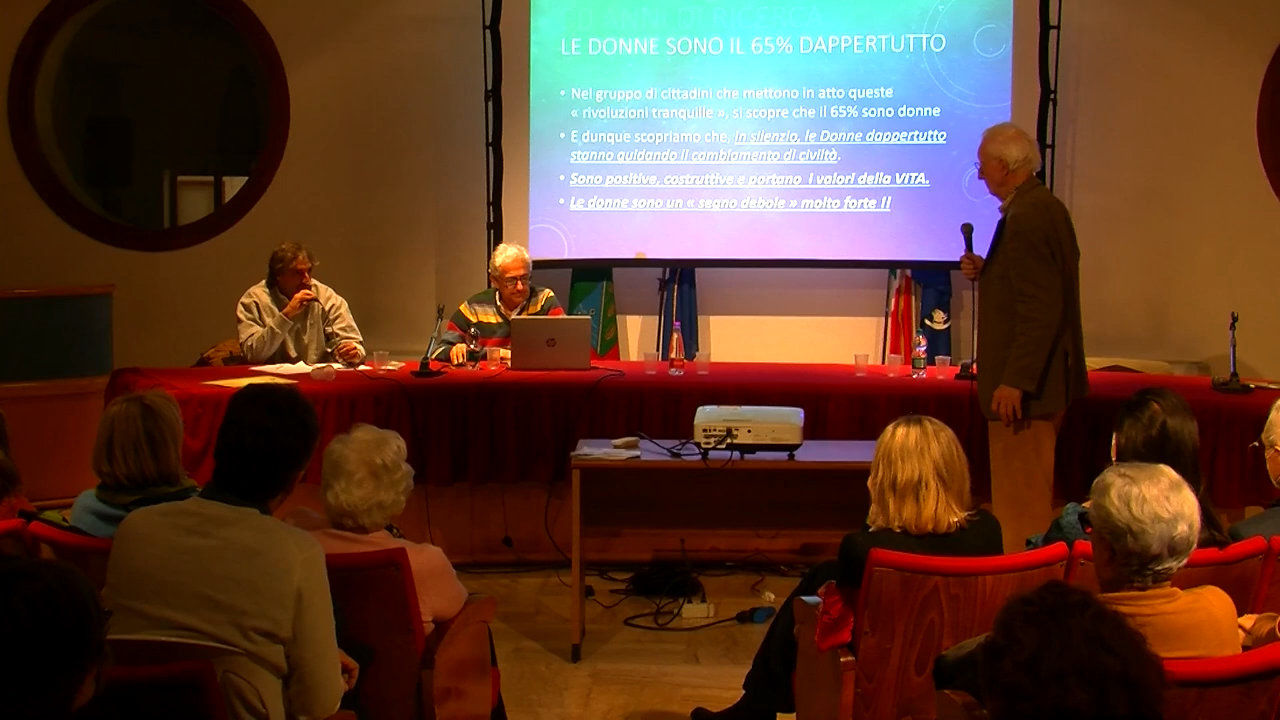 LE DONNE SONO IL 65% DAPPERTUTTO
• Nel gruppo di cittadini che mettono in atto queste
« rivoluzioni tranquille », si scopre che il 65% sono donne
• E dunque scopriamo che, In silenzio, le Donne dappertutto
stanno guidando il cambiamento di civiltà.
• Sono positive, costruttive e portano I valori della VITA.
• Le donne sono un « segno debole » molto forte !!
hp